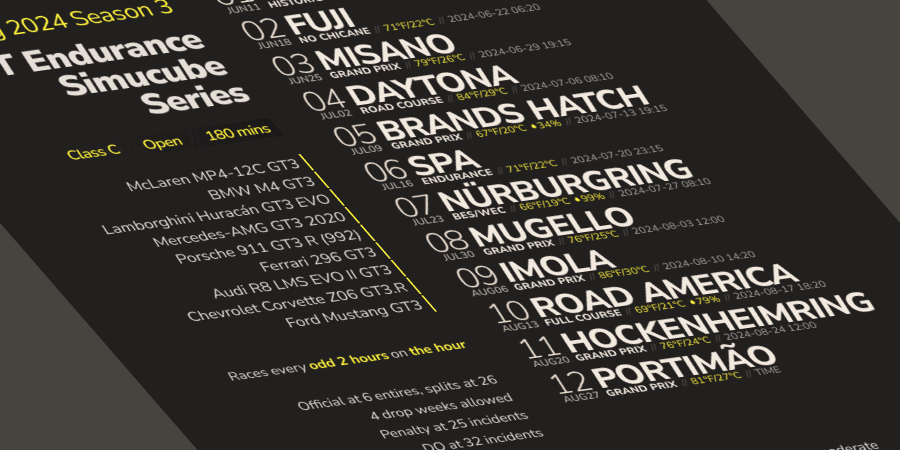 2024 Season 3
T Endurance
Simucube
Series
Class C Open 180 mins
McLaren MP4-12C GT3
BMW M4 GT3
Lamborghini Huracán GT3 EVO
Mercedes-AMG GT3 2020
Porsche 911 GT3 R (992)
Ferrari 296 GT3
Audi R8 LMS EVO II GT3
Chevrolet Corvette Z06 GT3.R
Ford Mustang GT3
Races every odd 2 hours on the hour
Official at 6 entires, splits at 26
4 drop weeks allowed
Penalty at 25 incidents
DQ at 32 incidents
JUN11
02 FUJI
JUN18 NO CHICANE // 71°F/22°C // 2024-06-22 06:20
03 MISANO
JUN25 GRAND PRIX // 79°F/26°C // 2024-06-29 19:15
04 DAYTONA
JUL02 ROAD COURSE // 84°F/29°C // 2024-07-06 08:10
05 BRANDS HATCH
JUL09 GRAND PRIX // 67°F/20°C 34% // 2024-07-13 19:15
06 SPA
JUL16 ENDURANCE // 71°F/22°C // 2024-07-20 23:15
07 NÜRBURGRING
JUL23 BES/WEC // 66°F/19°C 99% // 2024-07-27 08:10
08 MUGELLO
JUL30 GRAND PRIX // 76°F/25°C // 2024-08-03 12:00
09 IMOLA
AUG06 GRAND PRIX // 86°F/30°C // 2024-08-10 14:20
10 ROAD AMERICA
AUG13 FULL COURSE // 69°F/21°C 79% // 2024-08-17 18:20
11 HOCKENHEIMRING
AUG20 GRAND PRIX // 76°F/24°C // 2024-08-24 12:00
12 PORTIMÃO
AUG27 GRAND PRIX // 81°F/27°C // TIME